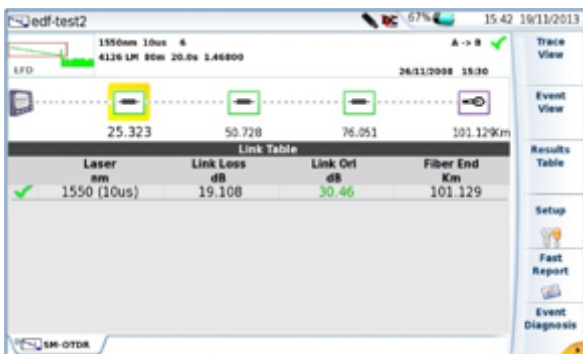 edf-test2
67%
15:42 19/11/2013
1550nm 10us 6
4126 LM 80m 20.0s 1.46800
A -> B
26/11/2008 15:30
LFD
25.323
50.728
76.051
101.129Km
Link Table
Laser
nm
Link Loss
dB
Link Orl
dB
Fiber End
Km
1550 (10us)
19.108
30.46
101.129
SM-OTDR
Trace
View
Event
View
Results
Table
Setup
Fast
Report
Event
Diagnosis